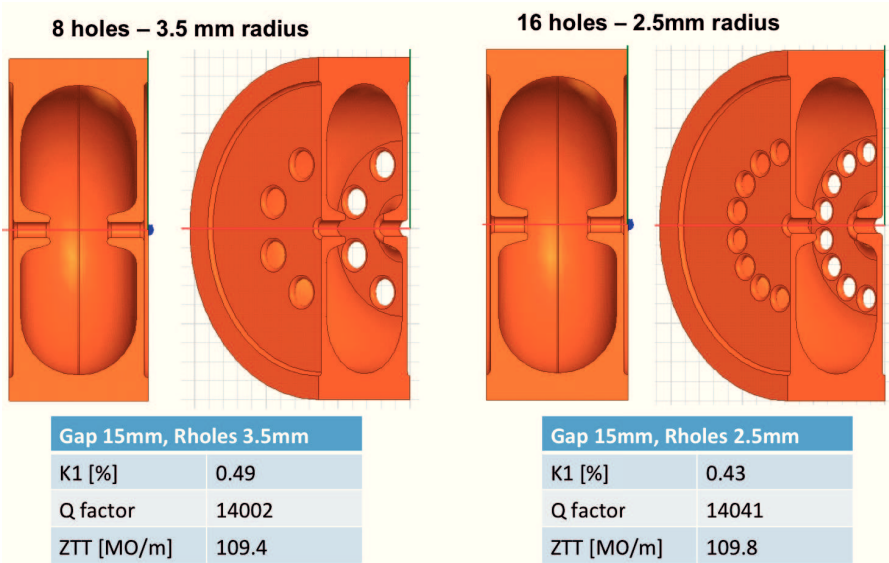 8 holes – 3.5 mm radius
16 holes – 2.5mm radius
Gap 15mm, Rholes 3.5mm
K1 [%] 0.49
Q factor 14002
ZTT [MO/m] 109.4
Gap 15mm, Rholes 2.5mm
K1 [%] 0.43
Q factor 14041
ZTT [MO/m] 109.8